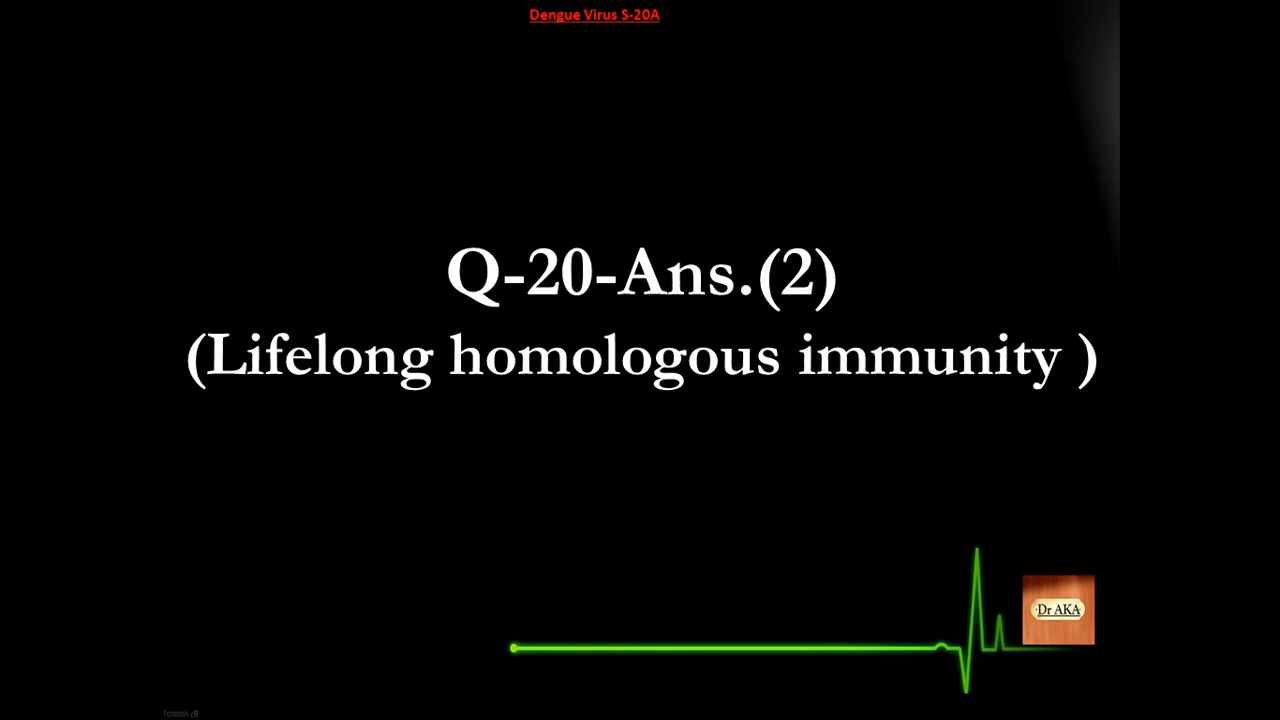 Dengue Virus S-20A
Q-20-Ans.(2)
(Lifelong homologous immunity )
Dr AKA